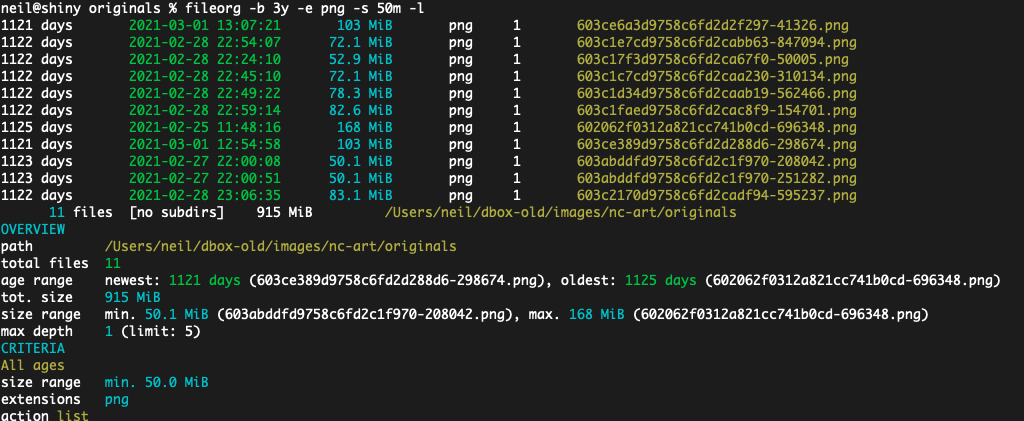 neil@shiny originals % fileorg -b 3y -e png -s 50m -l
1121 days 2021-03-01 13:07:21 103 MiB png 1 603ce6a3d9758c6fd2d2f297-41326.png
1122 days 2021-02-28 22:54:07 72.1 MiB png 1 603c1e7cd9758c6fd2cabb63-847094.png
1122 days 2021-02-28 22:24:10 52.9 MiB png 1 603c17f3d9758c6fd2ca67f0-50005.png
1122 days 2021-02-28 22:45:10 72.1 MiB png 1 603c1c7cd9758c6fd2caa230-310134.png
1122 days 2021-02-28 22:49:22 78.3 MiB png 1 603c1d34d9758c6fd2caab19-562466.png
1122 days 2021-02-28 22:59:14 82.6 MiB png 1 603c1faed9758c6fd2cac8f9-154701.png
1125 days 2021-02-25 11:48:16 168 MiB png 1 602062f0312a821cc741b0cd-696348.png
1121 days 2021-03-01 12:54:58 103 MiB png 1 603ce389d9758c6fd2d288d6-298674.png
1123 days 2021-02-27 22:00:08 50.1 MiB png 1 603abddfd9758c6fd2c1f970-208042.png
1123 days 2021-02-27 22:00:51 50.1 MiB png 1 603abddfd9758c6fd2c1f970-251282.png
1122 days 2021-02-28 23:06:35 83.1 MiB png 1 603c2170d9758c6fd2cadf94-595237.png
11 files [no subdirs] 915 MiB /Users/neil/dbox-old/images/nc-art/originals
OVERVIEW
path /Users/neil/dbox-old/images/nc-art/originals
total files 11
age range newest: 1121 days (603ce389d9758c6fd2d288d6-298674.png), oldest: 1125 days (602062f0312a821cc741b0cd-696348.png)
tot. size 915 MiB
size range min. 50.1 MiB (603abddfd9758c6fd2c1f970-208042.png), max. 168 MiB (602062f0312a821cc741b0cd-696348.png)
max depth 1 (limit: 5)
CRITERIA
All ages
size range min. 50.0 MiB
extensions png
action list